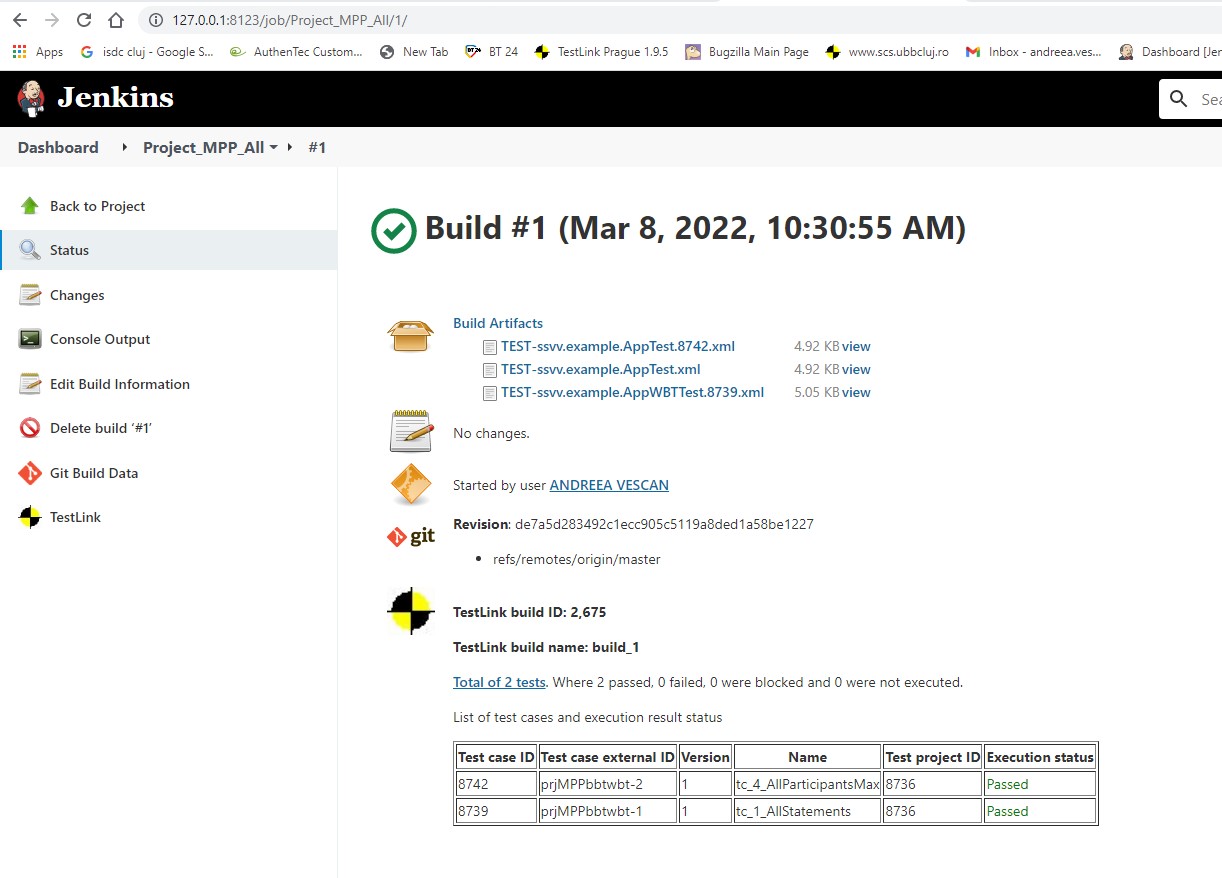 127.0.0.1:8123/job/Project_MPP_All/1/
Apps isdc cluj - Google S... AuthenTec Custom... New Tab BT 24 TestLink Prague 1.9.5 Bugzilla Main Page www.scs.ubbcluj.ro Inbox - andreea.ves... Dashboard [Jen
Jenkins
Sea
Dashboard Project_MPP_All #1
Back to Project
Status
Changes
Console Output
Edit Build Information
Delete build ‘#1’
Git Build Data
TestLink
Build #1 (Mar 8, 2022, 10:30:55 AM)
Build Artifacts
TEST-ssvv.example.AppTest.8742.xml 4.92 KB view
TEST-ssvv.example.AppTest.xml 4.92 KB view
TEST-ssvv.example.AppWBTTest.8739.xml 5.05 KB view
No changes.
Started by user ANDREEA VESCAN
git
Revision: de7a5d283492c1ecc905c5119a8ded1a58be1227
• refs/remotes/origin/master
TestLink build ID: 2,675
TestLink build name: build_1
Total of 2 tests. Where 2 passed, 0 failed, 0 were blocked and 0 were not executed.
List of test cases and execution result status
Test case ID Test case external ID Version Name Test project ID Execution status
8742 prjMPPbbtwbt-2 1 tc_4_AllParticipantsMax 8736 Passed
8739 prjMPPbbtwbt-1 1 tc_1_AllStatements 8736 Passed